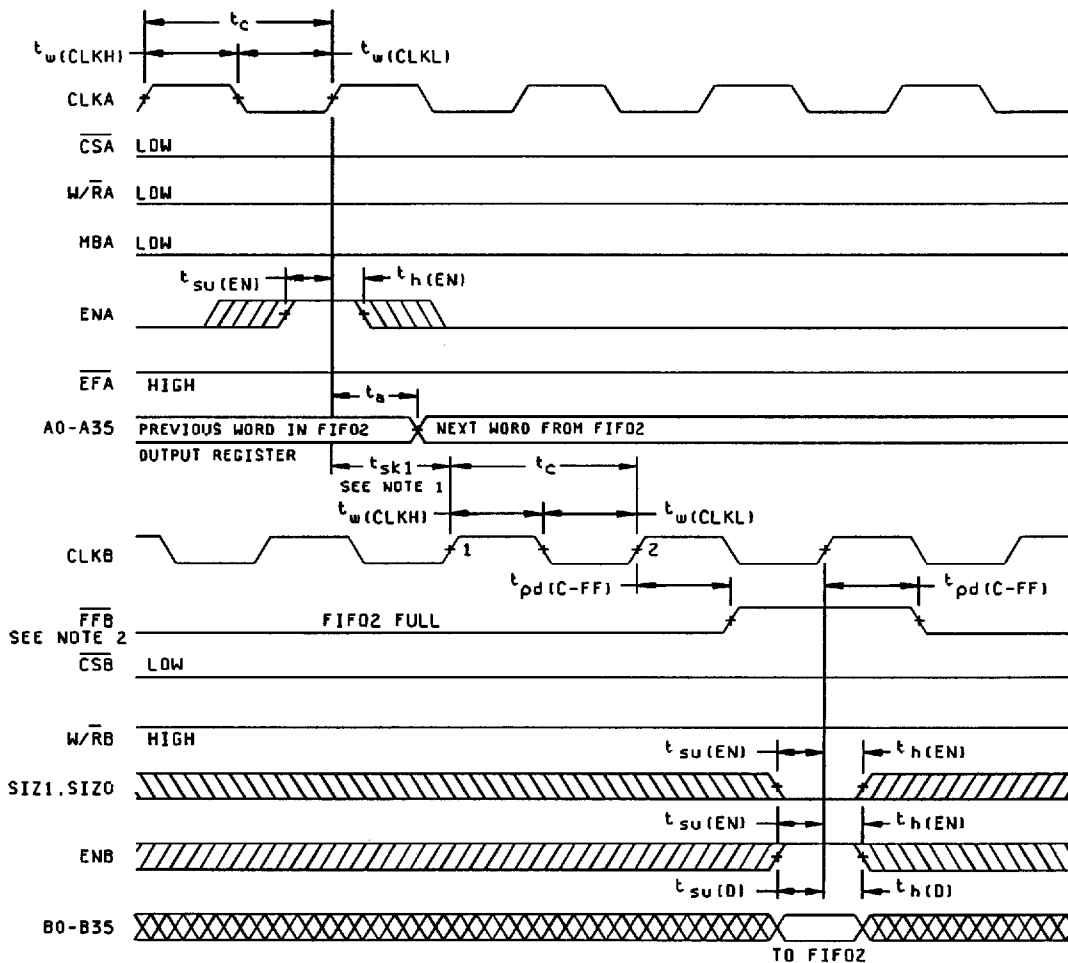 tc
tw(CLKH) tw(CLKL)
CLKA
CSA LOW
W/RA LOW
MBA LOW
tsu(EN) th(EN)
ENA
EFA HIGH
ta
A0-A35 PREVIOUS WORD IN FIFO2 NEXT WORD FROM FIFO2
OUTPUT REGISTER
tsk1 tc
SEE NOTE 1
tw(CLKH) tw(CLKL)
CLKB 1 2
tpd(C-FF) tpd(C-FF)
FFB FIFO2 FULL
SEE NOTE 2
CSB LOW
W/RB HIGH
tsu(EN) th(EN)
SIZ1.SIZ0
tsu(EN) th(EN)
ENB
tsu(D) th(D)
B0-B35
TO FIFO2